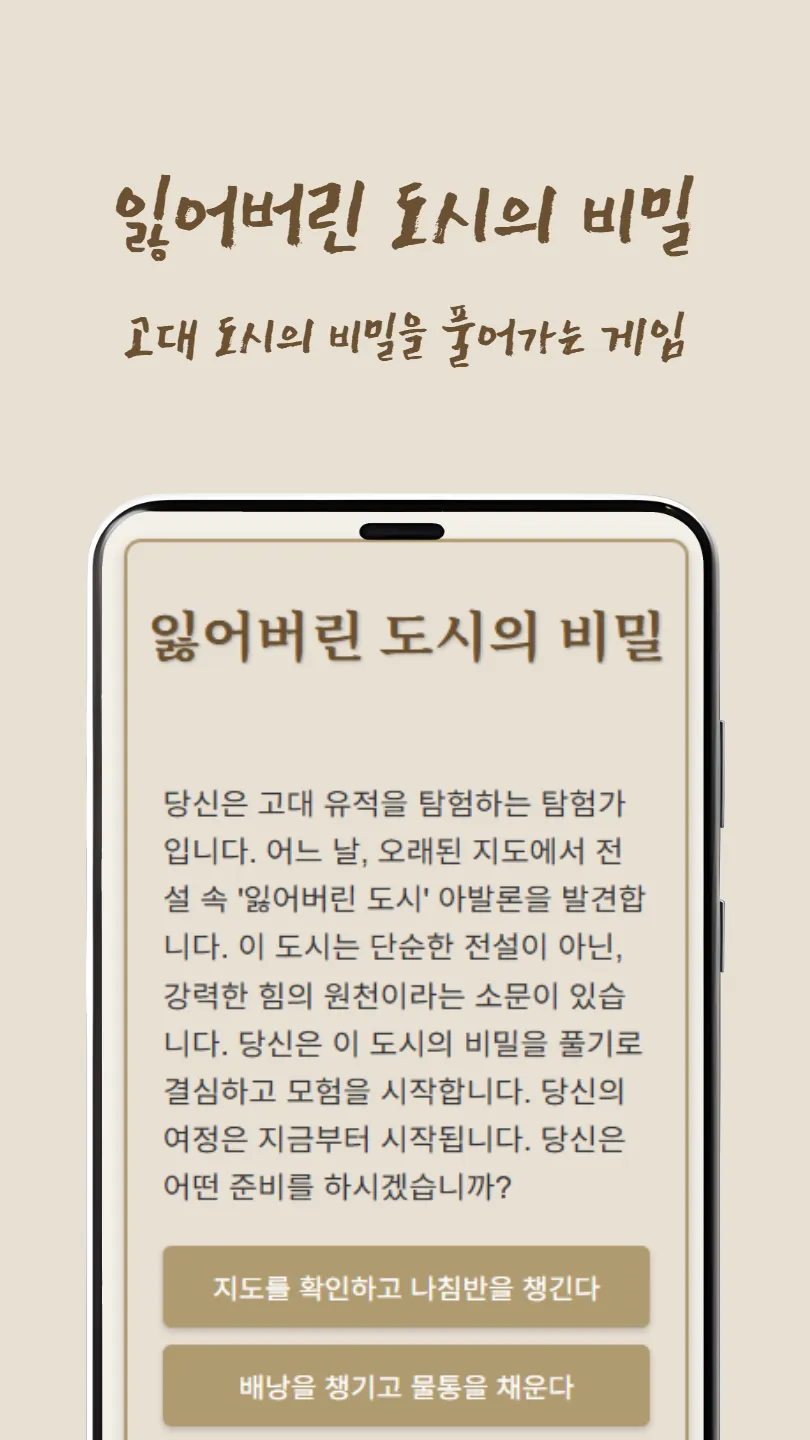 잃어버린 도시의 비밀
고대 도시의 비밀을 풀어가는 게임
잃어버린 도시의 비밀
당신은 고대 유적을 탐험하는 탐험가
입니다. 어느 날, 오래된 지도에서 전
설 속 '잃어버린 도시' 아발론을 발견합
니다. 이 도시는 단순한 전설이 아닌,
강력한 힘의 원천이라는 소문이 있습
니다. 당신은 이 도시의 비밀을 풀기로
결심하고 모험을 시작합니다. 당신의
여정은 지금부터 시작됩니다. 당신은
어떤 준비를 하시겠습니까?
지도를 확인하고 나침반을 챙긴다
배낭을 챙기고 물통을 채운다